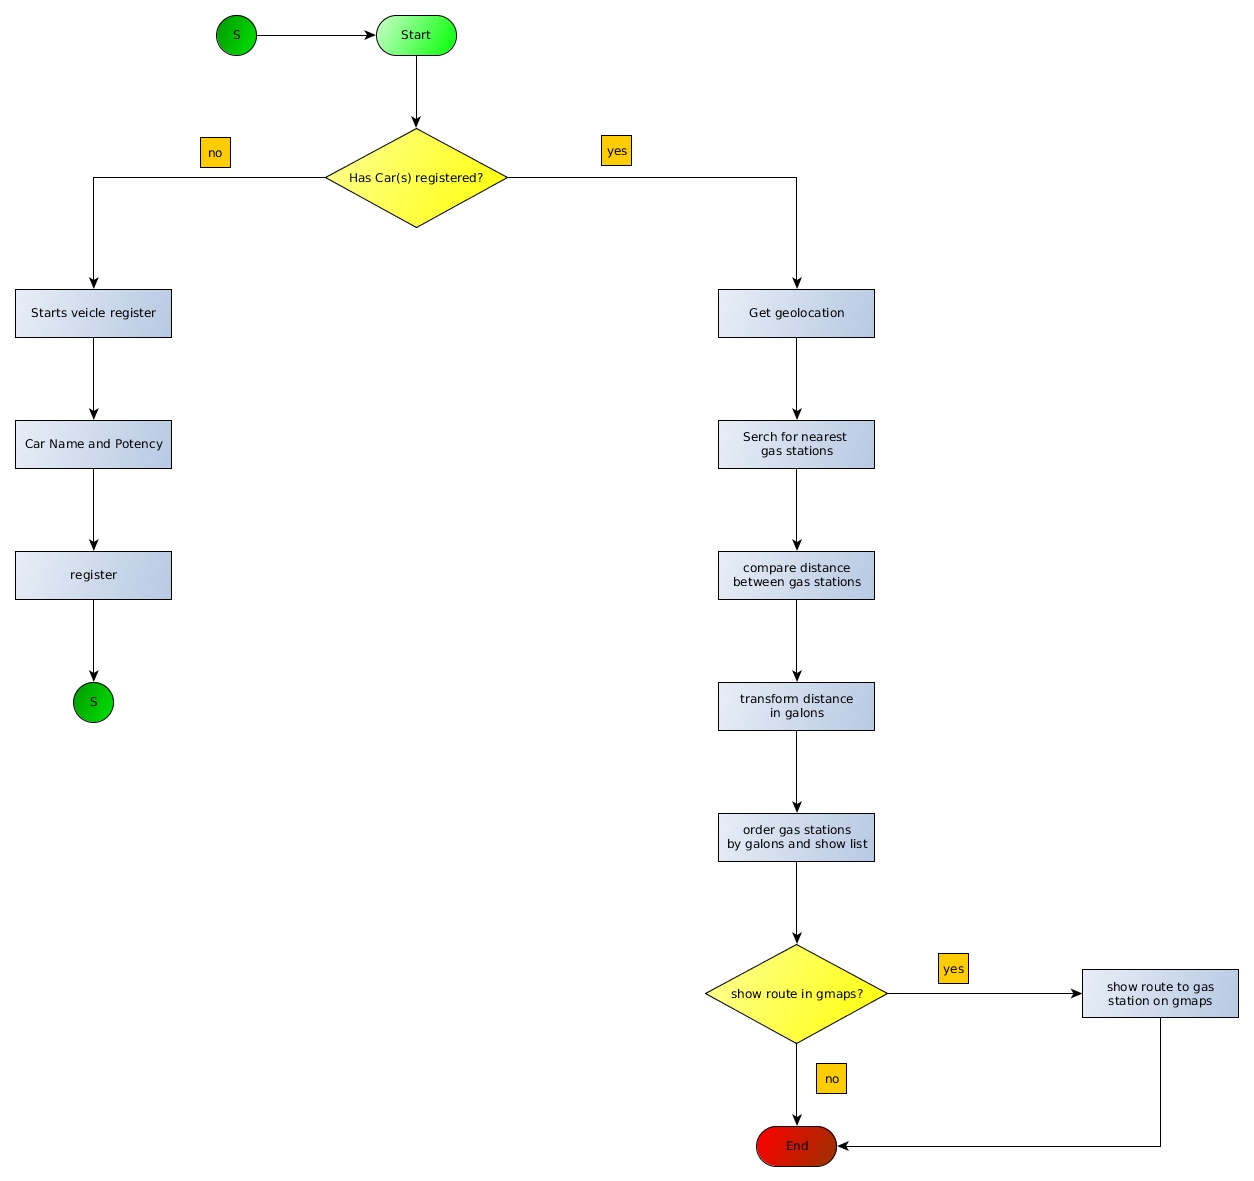 S
Start
no
yes
Has Car(s) registered?
Starts veicle register
Get geolocation
Car Name and Potency
Serch for nearest
gas stations
register
compare distance
between gas stations
S
transform distance
in galons
order gas stations
by galons and show list
yes
show route in gmaps?
show route to gas
station on gmaps
no
End